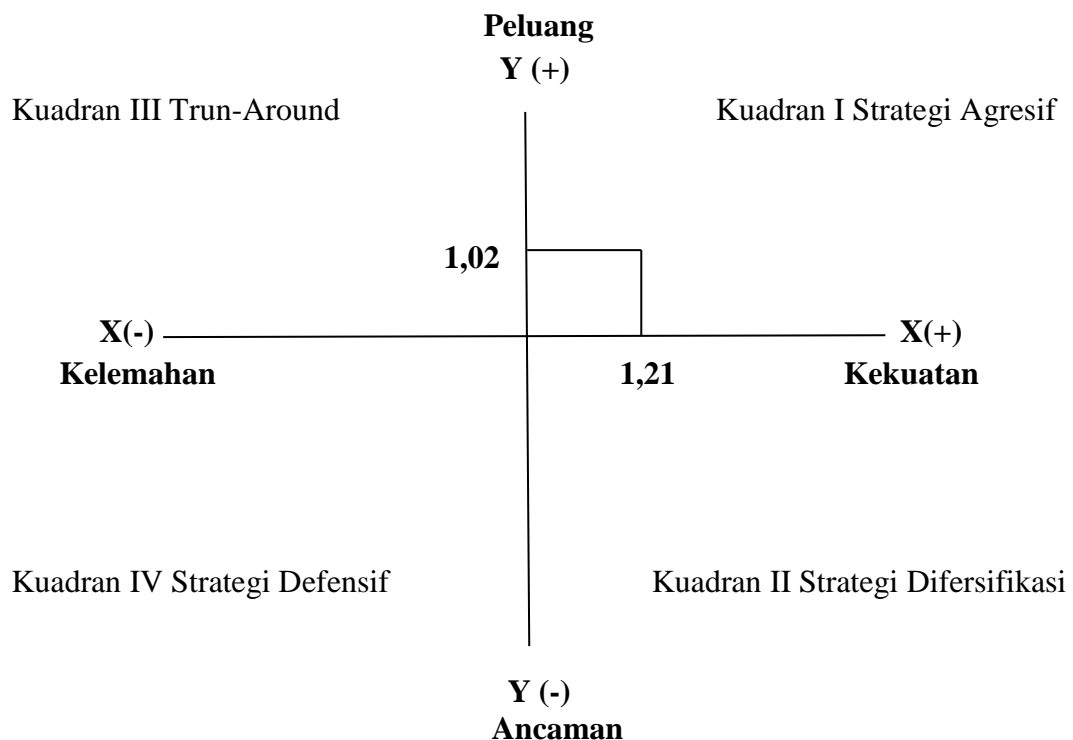 Peluang
Y (+)
Kuadran III Trun-Around
Kuadran I Strategi Agresif
1,02
X(-)
X(+)
Kelemahan
1,21
Kekuatan
Kuadran IV Strategi Defensif
Kuadran II Strategi Difersifikasi
Y (-)
Ancaman